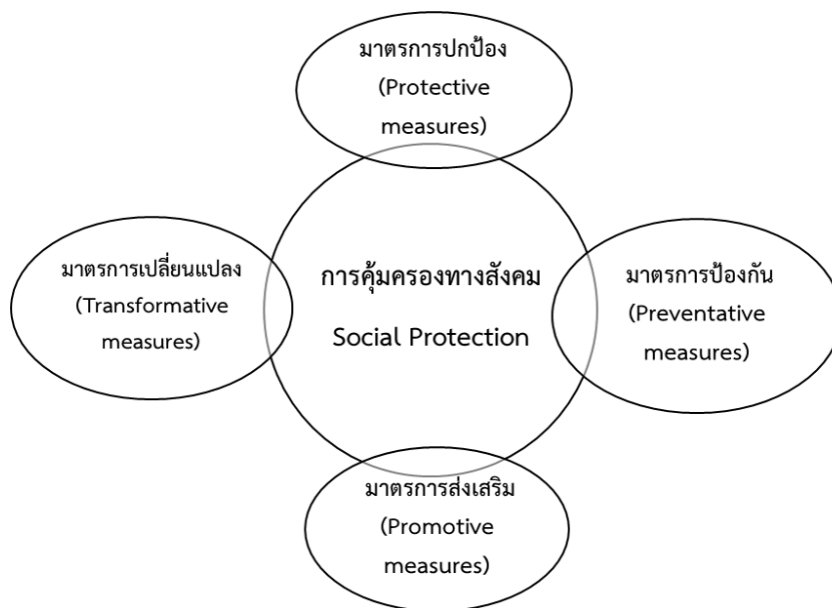 มาตรการปกป้อง
(Protective
measures)
มาตรการเปลี่ยนแปลง
(Transformative
measures)
การคุ้มครองทางสังคม
Social Protection
มาตรการป้องกัน
(Preventative
measures)
มาตรการส่งเสริม
(Promotive
measures)